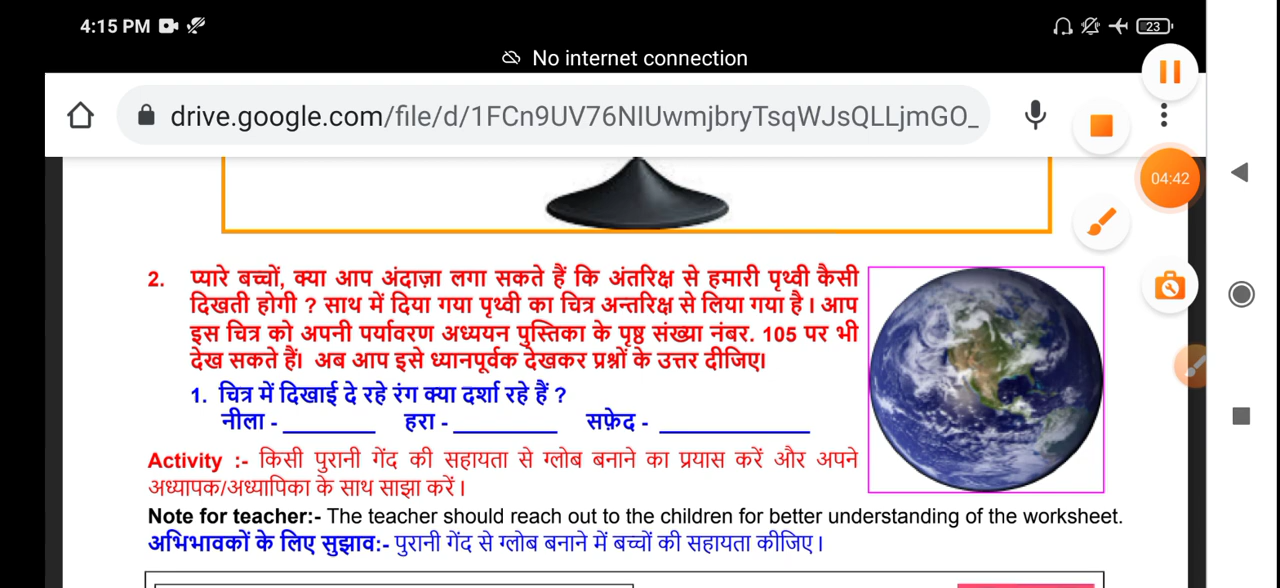 4:15 PM
23
No internet connection
drive.google.com/file/d/1FCn9UV76NIUwmjbryTsqWJsQLLjmGO_
04:42
2. प्यारे बच्चों, क्या आप अंदाज़ा लगा सकते हैं कि अंतरिक्ष से हमारी पृथ्वी कैसी
दिखती होगी ? साथ में दिया गया पृथ्वी का चित्र अन्तरिक्ष से लिया गया है। आप
इस चित्र को अपनी पर्यावरण अध्ययन पुस्तिका के पृष्ठ संख्या नंबर. 105 पर भी
देख सकते हैं। अब आप इसे ध्यानपूर्वक देखकर प्रश्नों के उत्तर दीजिए।
1. चित्र में दिखाई दे रहे रंग क्या दर्शा रहे हैं ?
नीला - ________ हरा - _________ सफ़ेद - _____________
Activity :- किसी पुरानी गेंद की सहायता से ग्लोब बनाने का प्रयास करें और अपने
अध्यापक/अध्यापिका के साथ साझा करें।
Note for teacher:- The teacher should reach out to the children for better understanding of the worksheet.
अभिभावकों के लिए सुझाव:- पुरानी गेंद से ग्लोब बनाने में बच्चों की सहायता कीजिए।